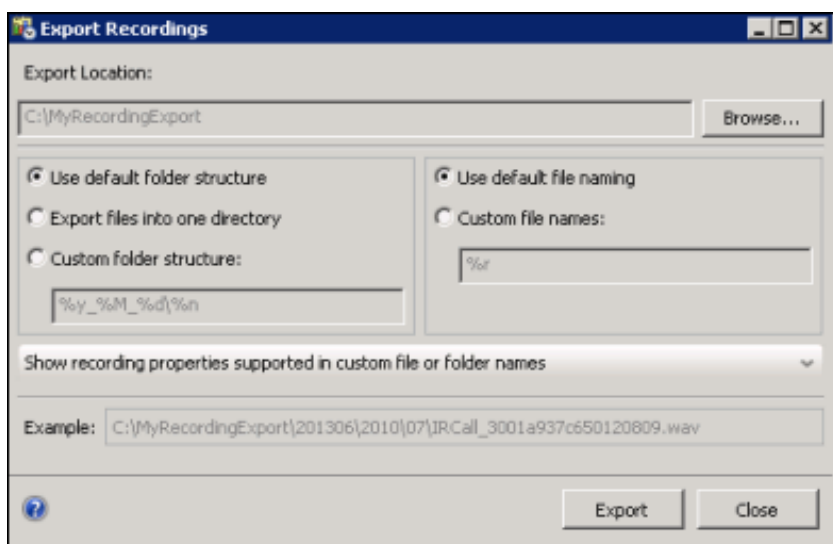 Export Recordings
Export Location:
C:\MyRecordingExport
Browse...
Use default folder structure
Export files into one directory
Custom folder structure:
%y_%M_%d\%n
Use default file naming
Custom file names:
%r
Show recording properties supported in custom file or folder names
Example: C:\MyRecordingExport\201306\2010\07\IRCall_3001a937c650120809.wav
Export
Close